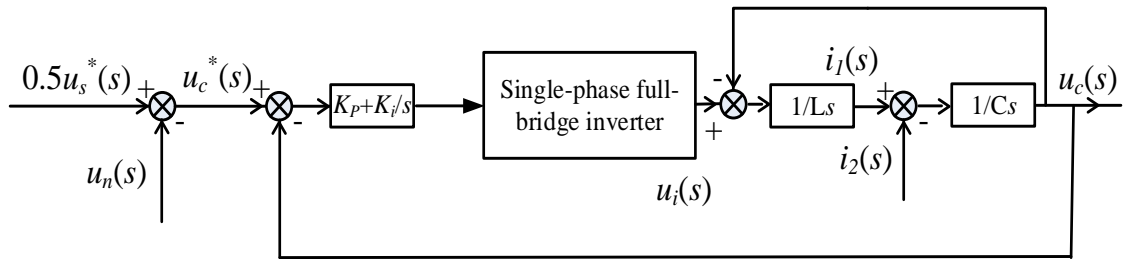 0.5u_s^*(s)
+
-
u_n(s)
u_c^*(s)
+
-
K_P+K_i/s
Single-phase full-
bridge inverter
u_i(s)
-
+
1/Ls
i_1(s)
+
-
i_2(s)
1/Cs
u_c(s)